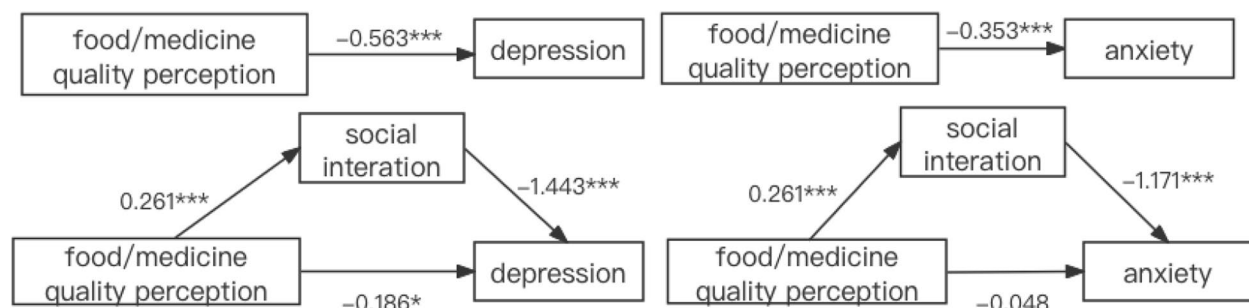 food/medicine
quality perception
−0.563***
depression
food/medicine
quality perception
−0.353***
anxiety
social
interation
0.261***
−1.443***
food/medicine
quality perception
depression
−0.186*
social
interation
0.261***
−1.171***
food/medicine
quality perception
anxiety
−0.048